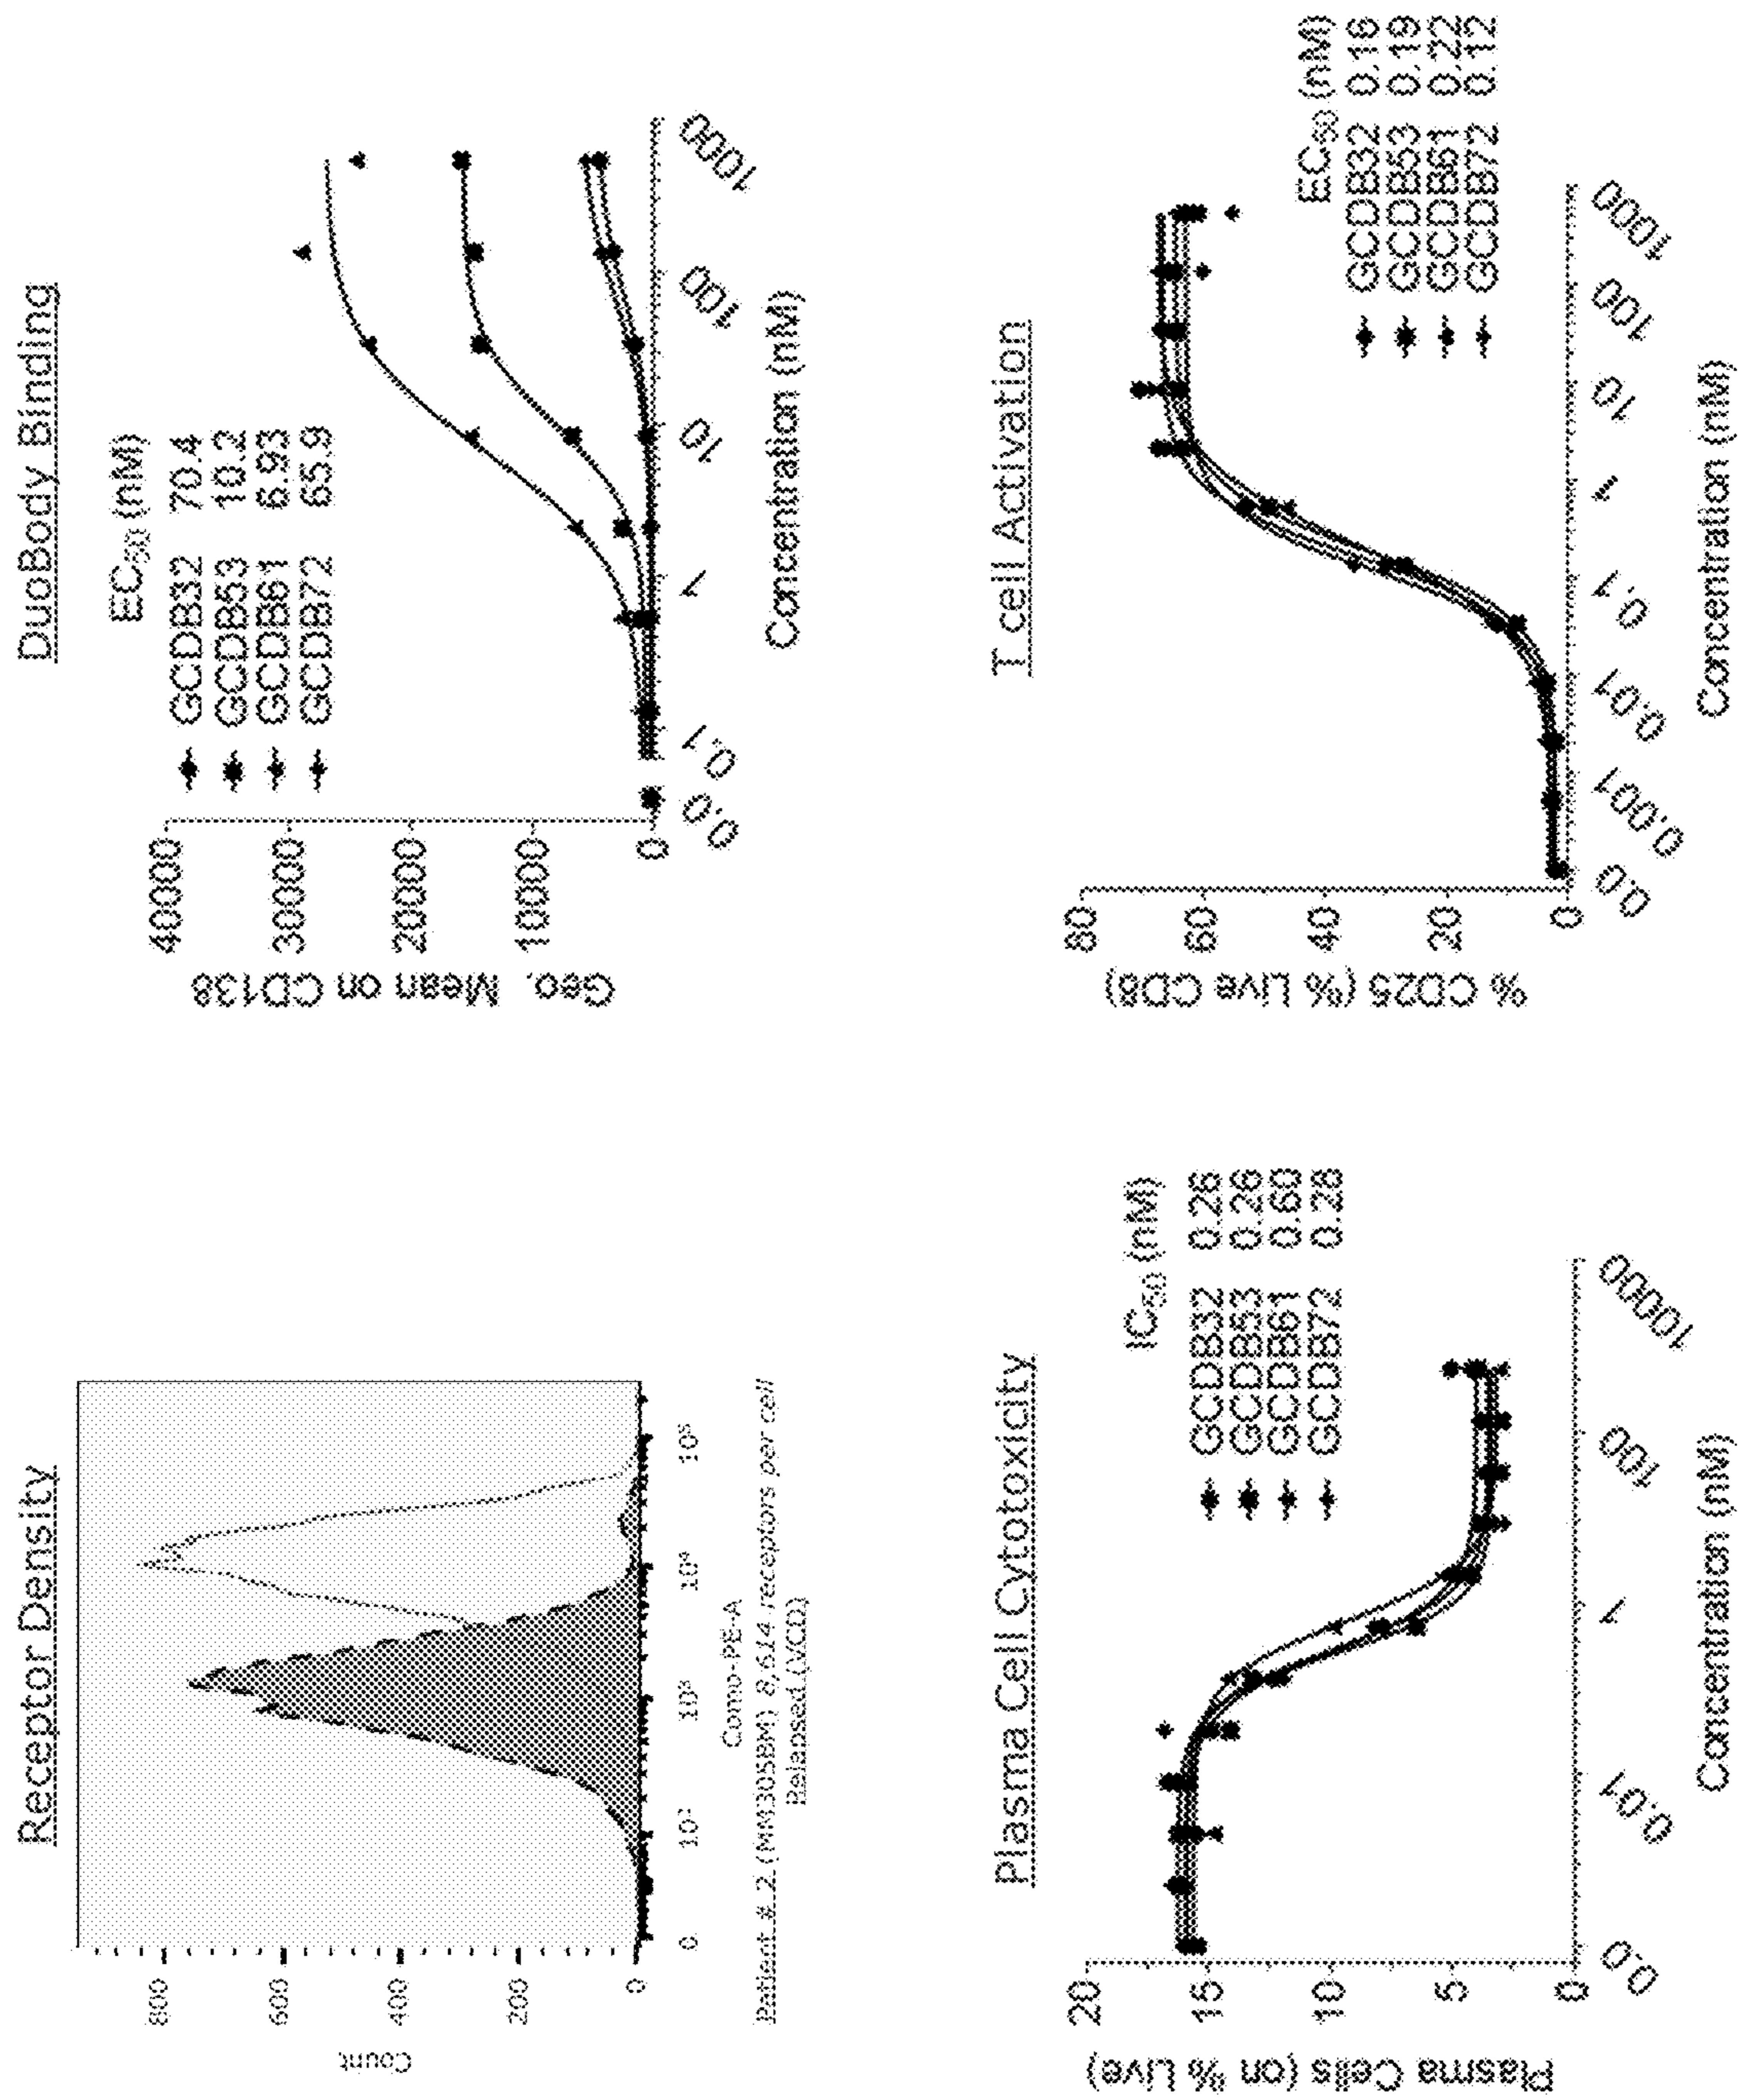 Receptor Density
Count
800
600
400
200
0
0 10² 10³ 10⁴ 10⁵
Comp-PE-A
Patient # 2 (MM305BM) 8,614 receptors per cell
Relapsed (VCD)
DuoBody Binding
EC50 (nM)
GCDB32 70.4
GCDB53 10.2
GCDB61 6.93
GCDB72 65.9
Geo. Mean on CD138
40000
30000
20000
10000
0
0.0 0.1 1 10 100 1000
Concentration (nM)
Plasma Cell Cytotoxicity
IC50 (nM)
GCDB32 0.26
GCDB53 0.26
GCDB61 0.60
GCDB72 0.28
Plasma Cells (on % Live)
20
15
10
5
0
0.0 0.01 1 100 10000
Concentration (nM)
T cell Activation
% CD25 (% Live CD8)
80
60
40
20
0
0.0 0.001 0.01 0.1 1 10 100 1000
Concentration (nM)
EC50 (nM)
GCDB32 0.16
GCDB53 0.19
GCDB61 0.22
GCDB72 0.12